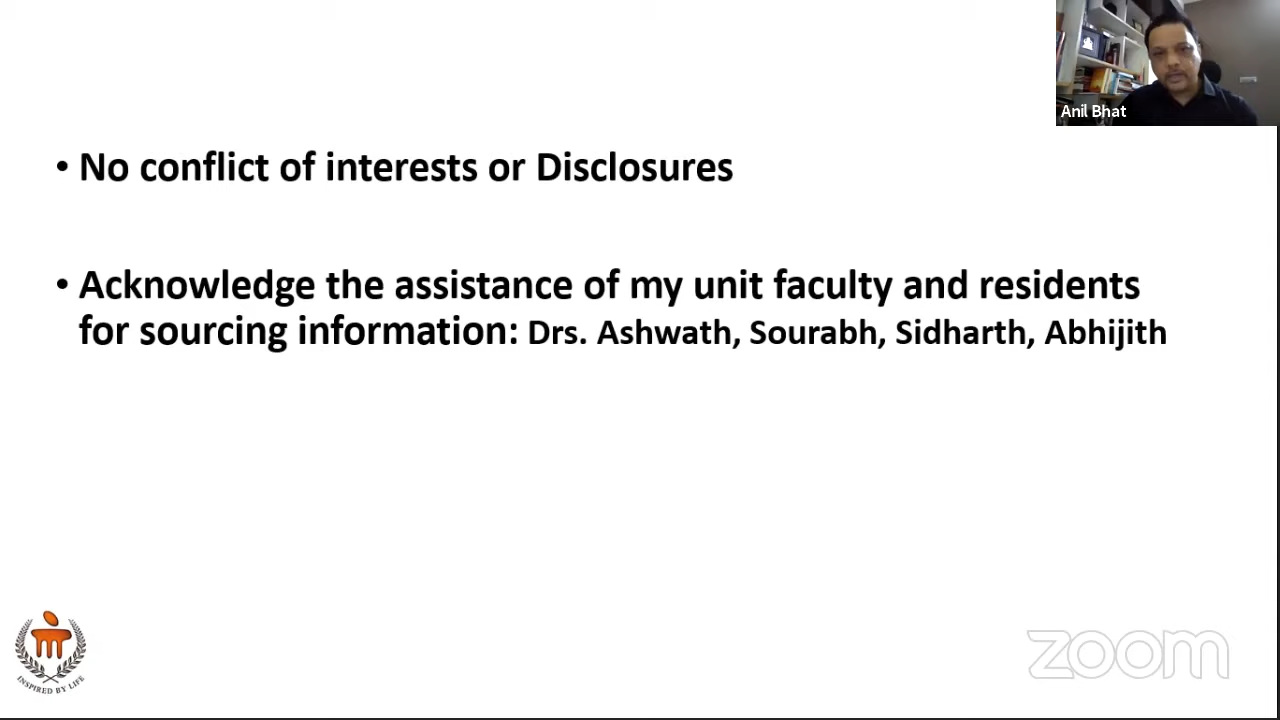 Anil Bhat
• No conflict of interests or Disclosures
• Acknowledge the assistance of my unit faculty and residents
for sourcing information: Drs. Ashwath, Sourabh, Sidharth, Abhijith
INSPIRED BY LIFE
zoom